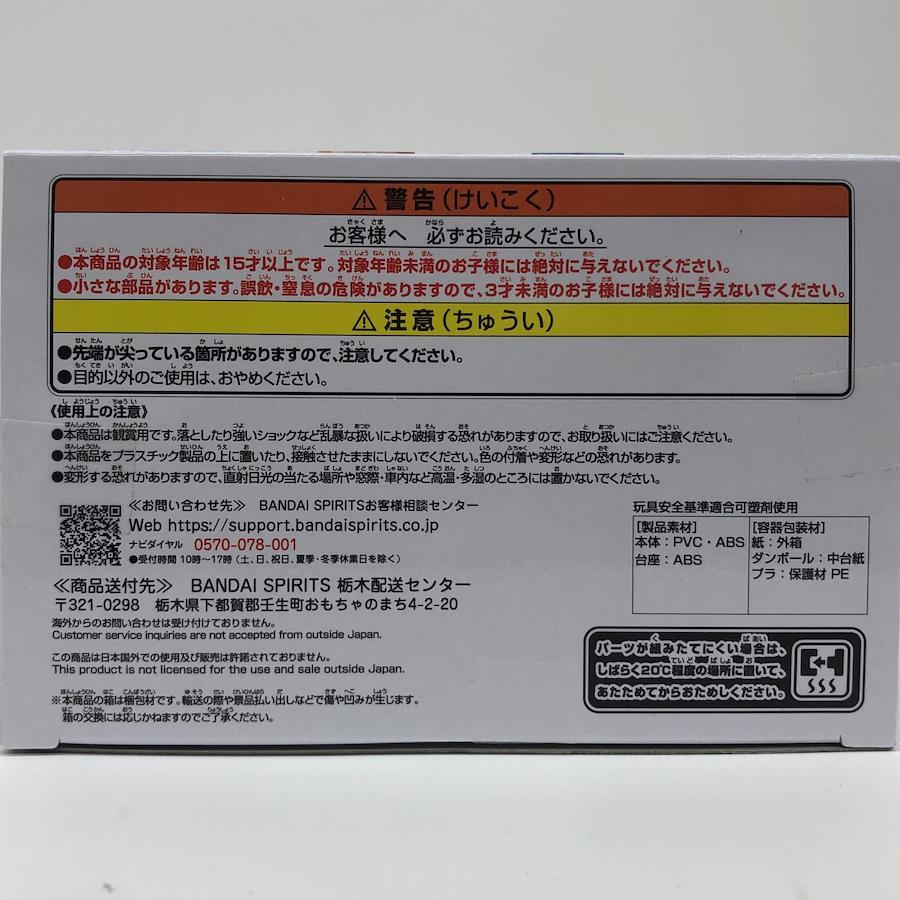 ⚠警告(けいこく)
お客様へ 必ずお読みください。
●本商品の対象年齢は15才以上です。対象年齢未満のお子様には絶対に与えないでください。
●小さな部品があります。誤飲・窒息の危険がありますので、3才未満のお子様には絶対に与えないでください。
⚠注意(ちゅうい)
●先端が尖っている箇所がありますので、注意してください。
●目的以外のご使用は、おやめください。
《使用上の注意》
●本商品は観賞用です。落としたり強いショックなど乱暴な扱いにより破損する恐れがありますので、お取り扱いにはご注意ください。
●本商品をプラスチック製品の上に置いたり、接触させたままにしないでください。色の付着や変形などの恐れがあります。
●変形する恐れがありますので、直射日光の当たる場所や窓際・車内など高温・多湿のところには置かないでください。
≪お問い合わせ先≫ BANDAI SPIRITSお客様相談センター
Web https://support.bandaispirits.co.jp
ナビダイヤル 0570-078-001
●受付時間 10時〜17時(土、日、祝日、夏季・冬季休業日を除く)
≪商品送付先≫ BANDAI SPIRITS 栃木配送センター
〒321-0298 栃木県下都賀郡壬生町おもちゃのまち4-2-20
海外からのお問い合わせは受け付けておりません。
Customer service inquiries are not accepted from outside Japan.
この商品は日本国外での使用及び販売は許諾されておりません。
This product is not licensed for the use and sale outside Japan.
※本商品の箱は梱包材です。輸送の際や景品払い出しなどで傷や凹みが生じます。
箱の交換には応じかねますのでご了承ください。
玩具安全基準適合可塑剤使用
[製品素材]
本体:PVC・ABS
台座:ABS
[容器包装材]
紙:外箱
ダンボール:中台紙
プラ:保護材 PE
パーツが組みたてにくい場合は、
しばらく20℃程度の場所に置いて、
あたためてからおためしください。